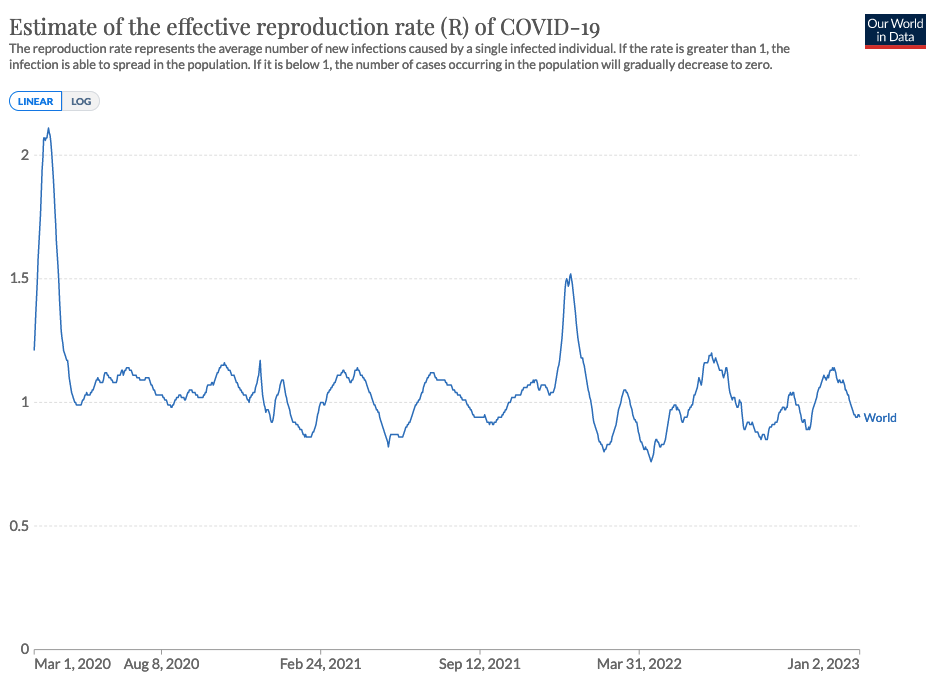 Estimate of the effective reproduction rate (R) of COVID-19
The reproduction rate represents the average number of new infections caused by a single infected individual. If the rate is greater than 1, the
infection is able to spread in the population. If it is below 1, the number of cases occurring in the population will gradually decrease to zero.
Our World
in Data
LINEAR LOG
2
1.5
1
World
0.5
0
Mar 1, 2020 Aug 8, 2020 Feb 24, 2021 Sep 12, 2021 Mar 31, 2022 Jan 2, 2023